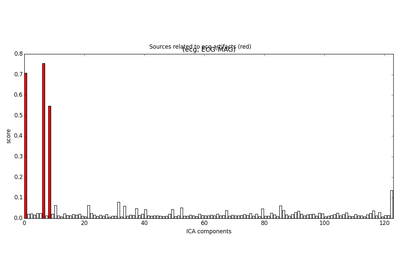 Sources related to ecg artifacts (red)
(ecg, ECG-MAG)
0.8
0.7
0.6
0.5
0.4
0.3
0.2
0.1
0.0
score
0 20 40 60 80 100 120
ICA components